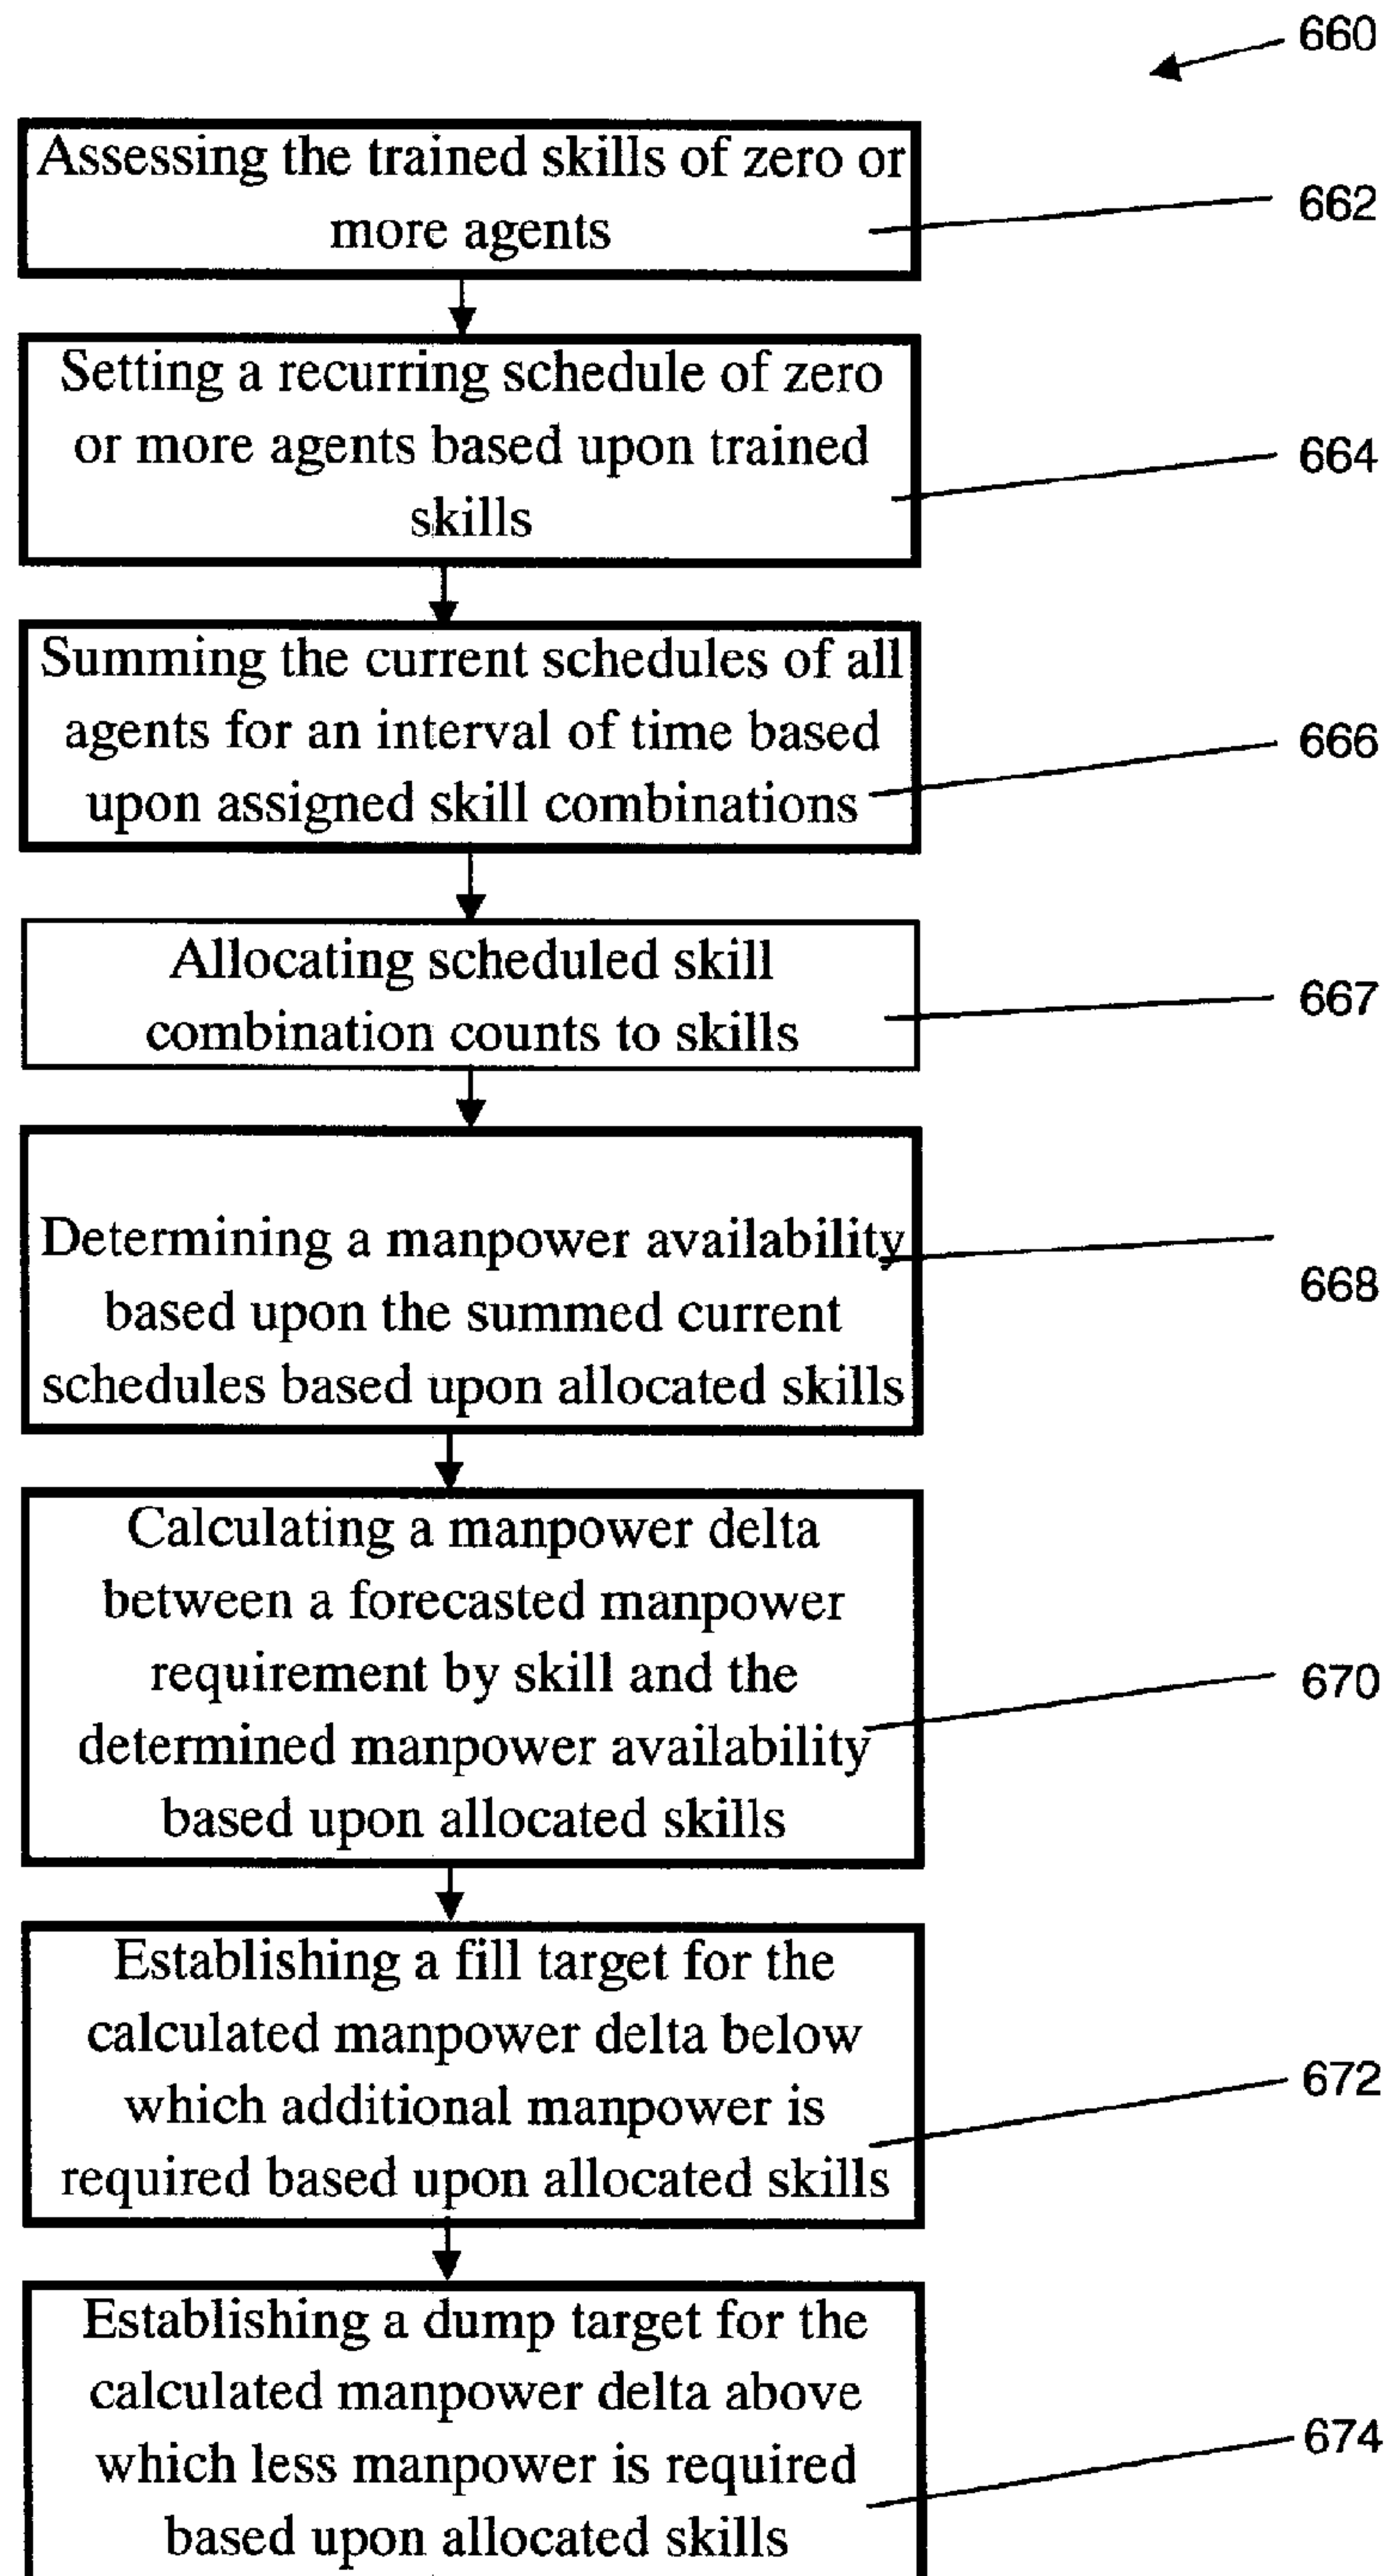 660
Assessing the trained skills of zero or
more agents
662
Setting a recurring schedule of zero
or more agents based upon trained
skills
664
Summing the current schedules of all
agents for an interval of time based
upon assigned skill combinations
666
Allocating scheduled skill
combination counts to skills
667
Determining a manpower availability
based upon the summed current
schedules based upon allocated skills
668
Calculating a manpower delta
between a forecasted manpower
requirement by skill and the
determined manpower availability
based upon allocated skills
670
Establishing a fill target for the
calculated manpower delta below
which additional manpower is
required based upon allocated skills
672
Establishing a dump target for the
calculated manpower delta above
which less manpower is required
based upon allocated skills
674